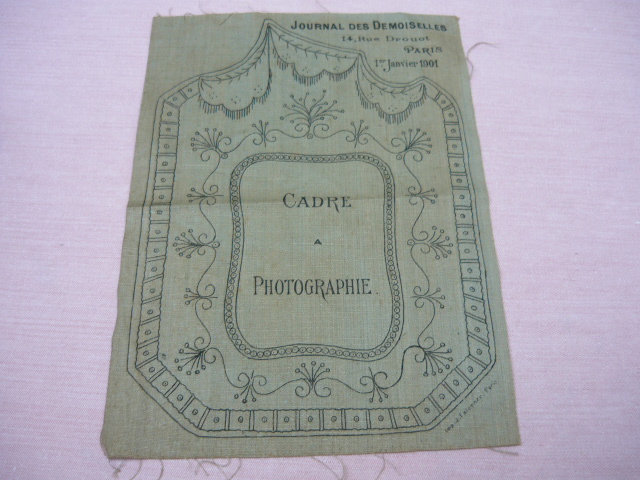 JOURNAL DES DEMOISELLES
14, Rue Drouot
PARIS
1er Janvier 1901
CADRE
A
PHOTOGRAPHIE